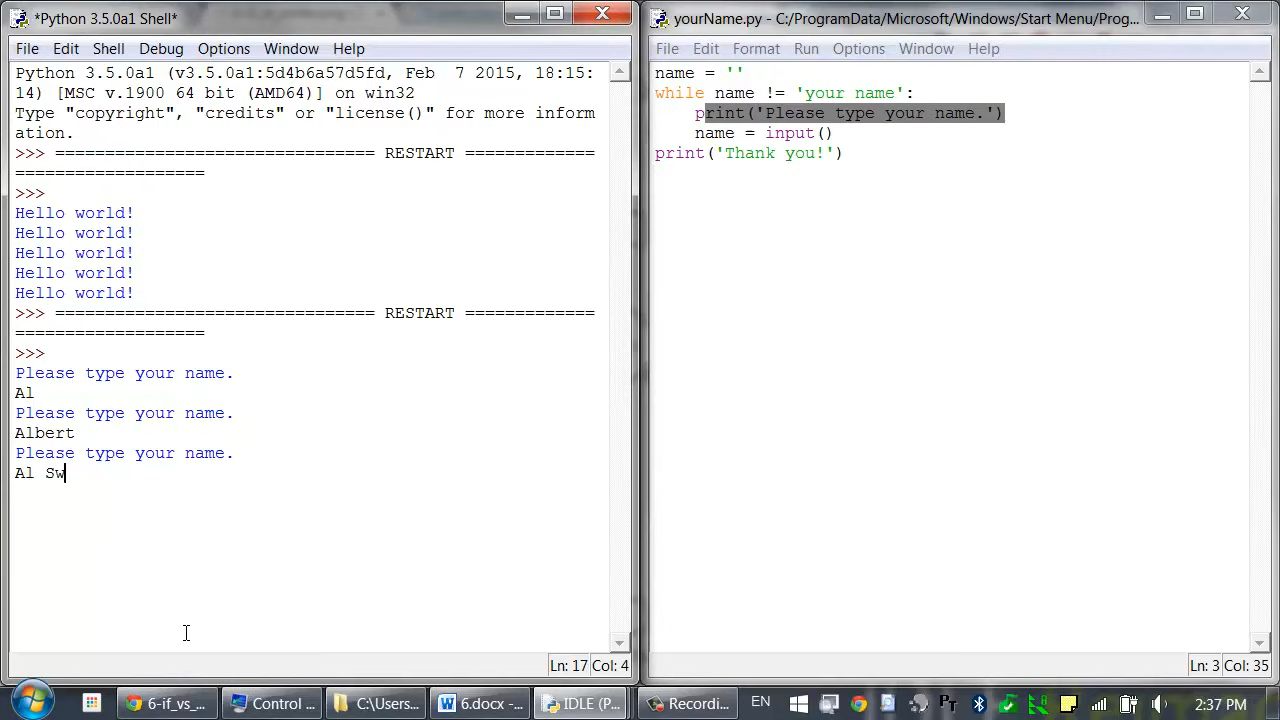 *Python 3.5.0a1 Shell*
File Edit Shell Debug Options Window Help
Python 3.5.0a1 (v3.5.0a1:5d4b6a57d5fd, Feb  7 2015, 18:15:
14) [MSC v.1900 64 bit (AMD64)] on win32
Type "copyright", "credits" or "license()" for more inform
ation.
>>> ================================ RESTART =============
===================
>>>
Hello world!
Hello world!
Hello world!
Hello world!
Hello world!
>>> ================================ RESTART =============
===================
>>>
Please type your name.
Al
Please type your name.
Albert
Please type your name.
Al Sw
Ln: 17 Col: 4
yourName.py - C:/ProgramData/Microsoft/Windows/Start Menu/Prog...
File Edit Format Run Options Window Help
name = ''
while name != 'your name':
    print('Please type your name.')
    name = input()
print('Thank you!')
Ln: 3 Col: 35
6-if_vs_... Control ... C:\Users... 6.docx -... IDLE (P... Recordi... EN 2:37 PM